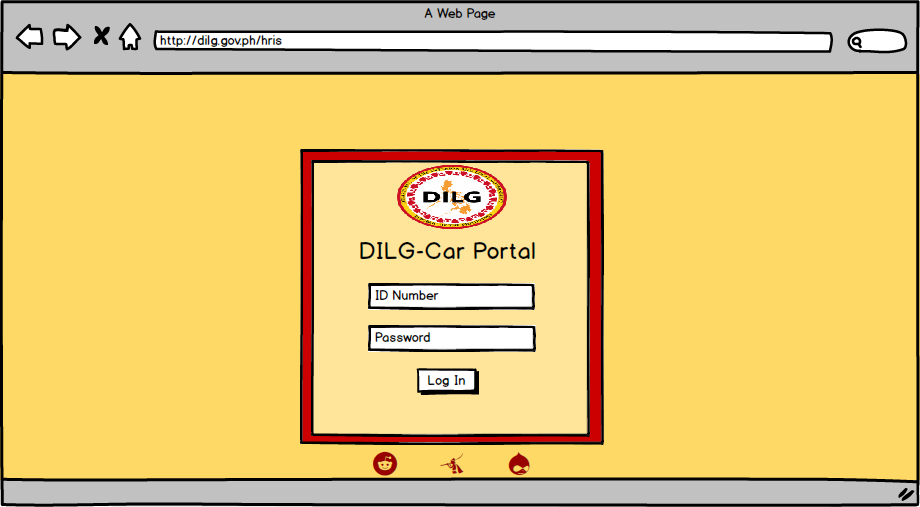 A Web Page
http://dilg.gov.ph/hris
DILG
DILG-Car Portal
ID Number
Password
Log In